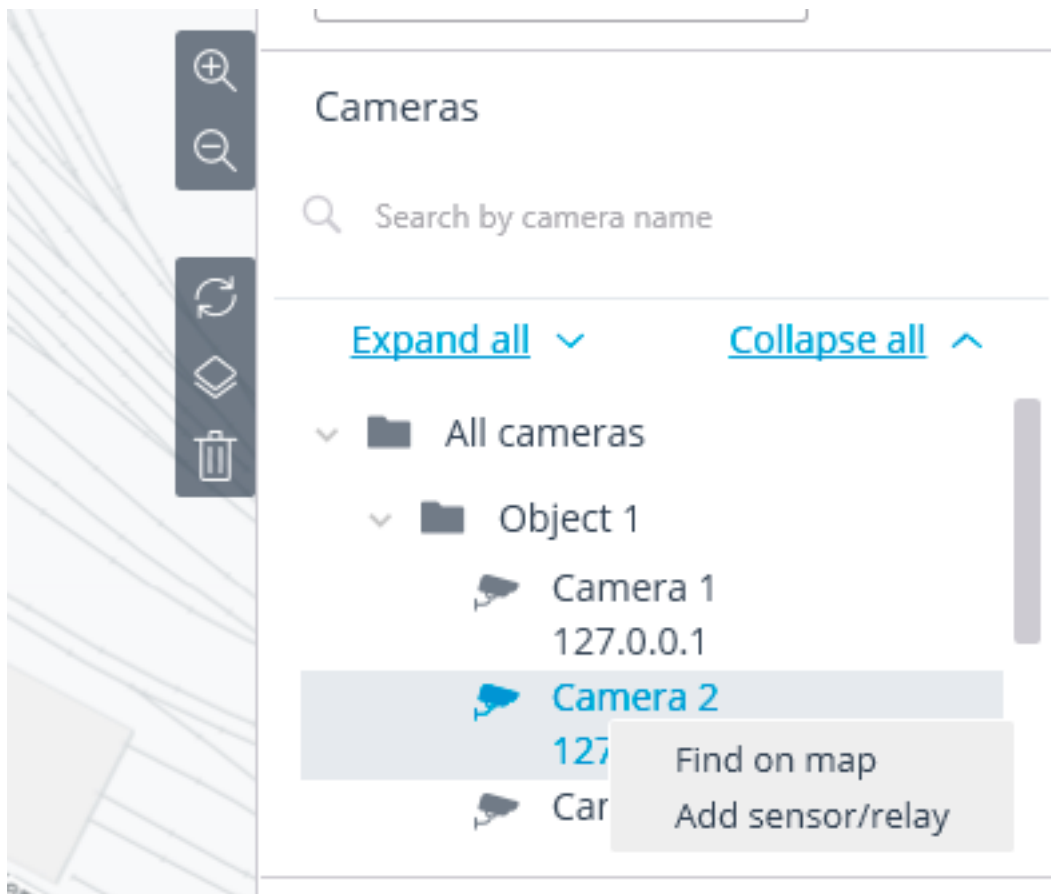 Cameras
Search by camera name
Expand all
Collapse all
All cameras
Object 1
Camera 1
127.0.0.1
Camera 2
Find on map
Add sensor/relay